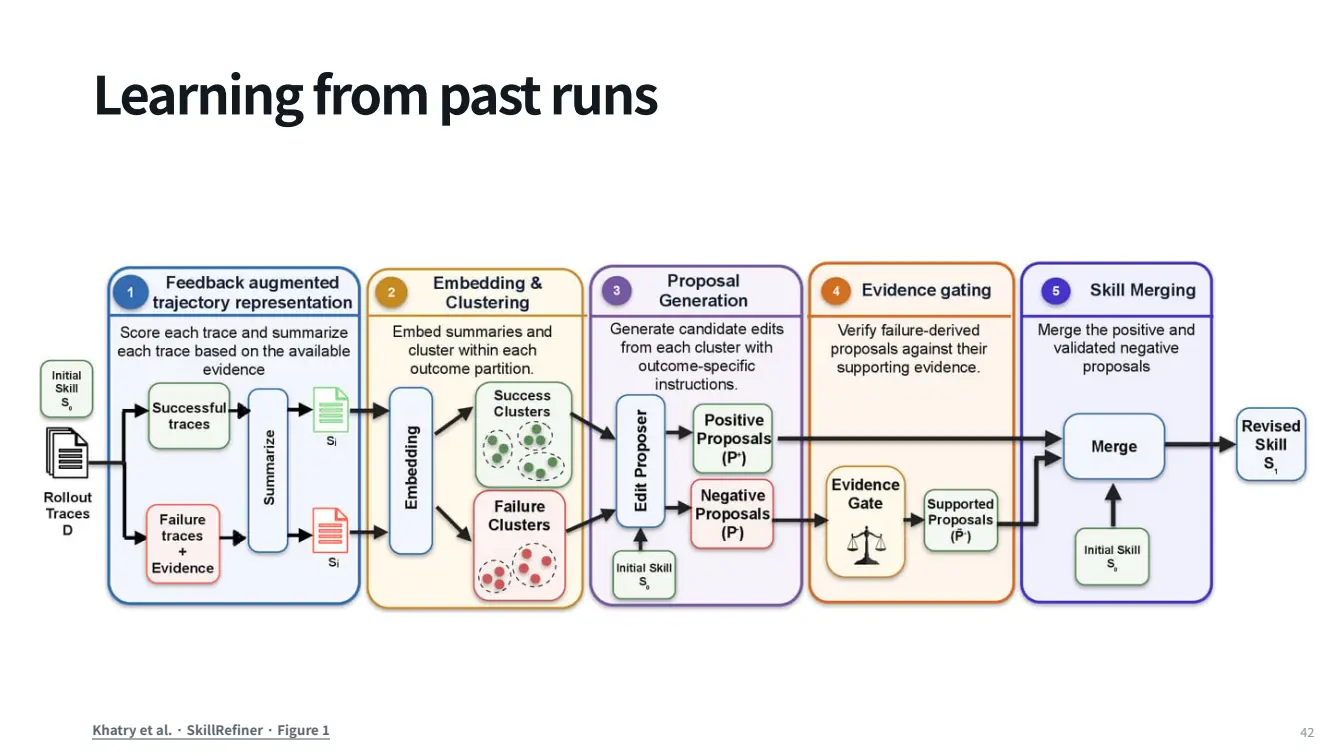 Learning from past runs
Initial
Skill
S₀
Rollout
Traces
D
1
Feedback augmented
trajectory representation
Score each trace and summarize
each trace based on the available
evidence
Successful
traces
Failure
traces
+
Evidence
Summarize
Sᵢ
Sᵢ
2
Embedding &
Clustering
Embed summaries and
cluster within each
outcome partition.
Embedding
Success
Clusters
Failure
Clusters
3
Proposal
Generation
Generate candidate edits
from each cluster with
outcome-specific
instructions.
Edit Proposer
Initial Skill
S₀
Positive
Proposals
(P⁺)
Negative
Proposals
(P⁻)
4
Evidence gating
Verify failure-derived
proposals against their
supporting evidence.
Evidence
Gate
Supported
Proposals
(P̃⁻)
5
Skill Merging
Merge the positive and
validated negative
proposals
Merge
Initial Skill
S₀
Revised
Skill
S₁
Khatry et al. · SkillRefiner · Figure 1
42